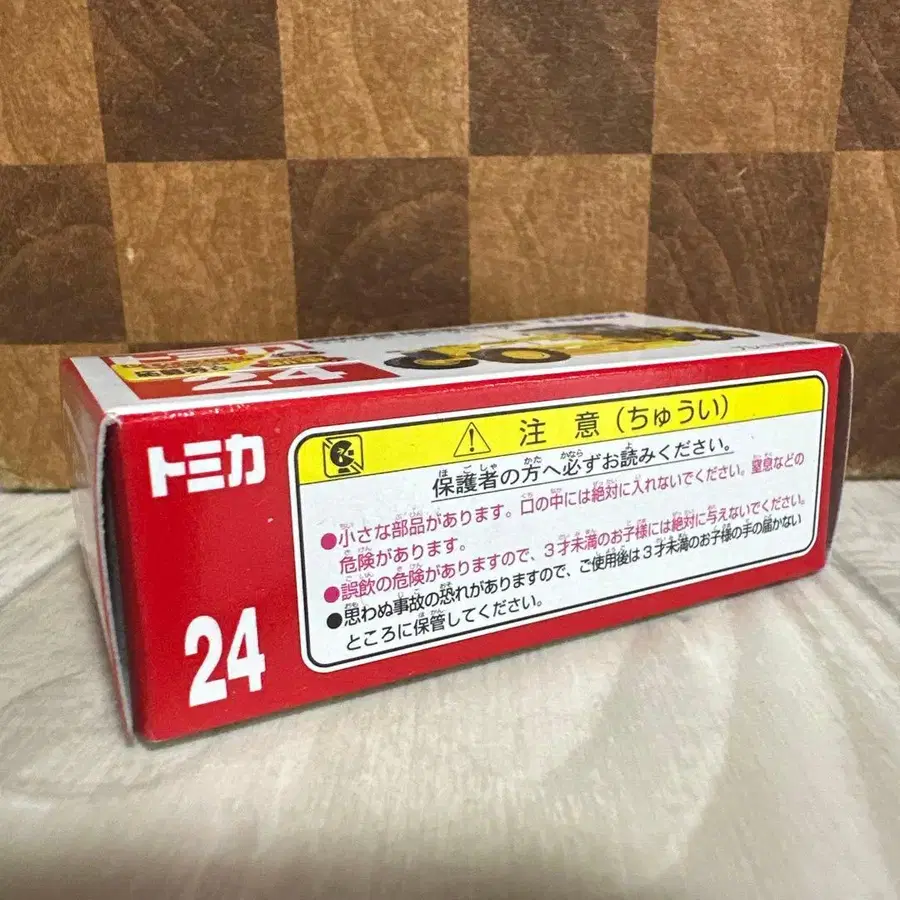 トミカ
24
注意(ちゅうい)
保護者の方へ必ずお読みください。
●小さな部品があります。口の中には絶対に入れないでください。窒息などの
危険があります。
●誤飲の危険がありますので、3才未満のお子様には絶対に与えないでください。
●思わぬ事故の恐れがありますので、ご使用後は3才未満のお子様の手の届かない
ところに保管してください。
24